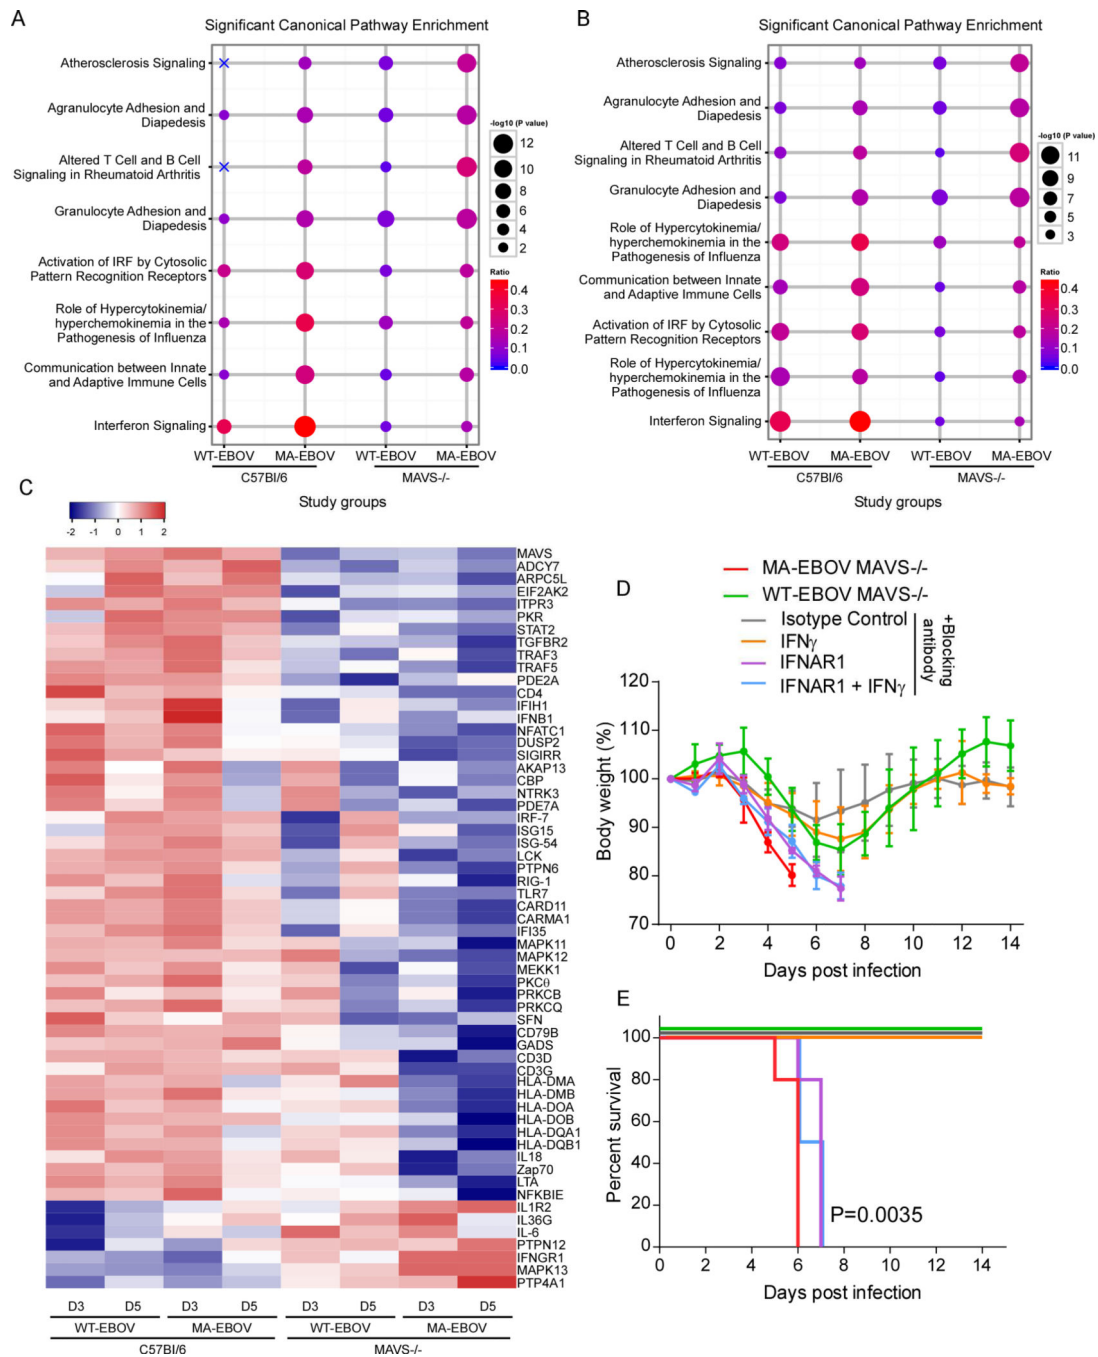 A
Significant Canonical Pathway Enrichment
Atherosclerosis Signaling
Agranulocyte Adhesion and
Diapedesis
Altered T Cell and B Cell
Signaling in Rheumatoid Arthritis
Granulocyte Adhesion and
Diapedesis
Activation of IRF by Cytosolic
Pattern Recognition Receptors
Role of Hypercytokinemia/
hyperchemokinemia in the
Pathogenesis of Influenza
Communication between Innate
and Adaptive Immune Cells
Interferon Signaling
WT-EBOV MA-EBOV WT-EBOV MA-EBOV
C57Bl/6 MAVS-/-
Study groups
-log10 (P value)
12
10
8
6
4
2
Ratio
0.4
0.3
0.2
0.1
0.0
B
Significant Canonical Pathway Enrichment
Atherosclerosis Signaling
Agranulocyte Adhesion and
Diapedesis
Altered T Cell and B Cell
Signaling in Rheumatoid Arthritis
Granulocyte Adhesion and
Diapedesis
Role of Hypercytokinemia/
hyperchemokinemia in the
Pathogenesis of Influenza
Communication between Innate
and Adaptive Immune Cells
Activation of IRF by Cytosolic
Pattern Recognition Receptors
Role of Hypercytokinemia/
hyperchemokinemia in the
Pathogenesis of Influenza
Interferon Signaling
WT-EBOV MA-EBOV WT-EBOV MA-EBOV
C57Bl/6 MAVS-/-
Study groups
-log10 (P value)
11
9
7
5
3
Ratio
0.4
0.3
0.2
0.1
0.0
C
-2 -1 0 1 2
MAVS
ADCY7
ARPC5L
EIF2AK2
ITPR3
PKR
STAT2
TGFBR2
TRAF3
TRAF5
PDE2A
CD4
IFIH1
IFNB1
NFATC1
DUSP2
SIGIRR
AKAP13
CBP
NTRK3
PDE7A
IRF-7
ISG15
ISG-54
LCK
PTPN6
RIG-1
TLR7
CARD11
CARMA1
IFI35
MAPK11
MAPK12
MEKK1
PKCθ
PRKCB
PRKCQ
SFN
CD79B
GADS
CD3D
CD3G
HLA-DMA
HLA-DMB
HLA-DOA
HLA-DOB
HLA-DQA1
HLA-DQB1
IL18
Zap70
LTA
NFKBIE
IL1R2
IL36G
IL-6
PTPN12
IFNGR1
MAPK13
PTP4A1
D3 D5 D3 D5 D3 D5 D3 D5
WT-EBOV MA-EBOV WT-EBOV MA-EBOV
C57Bl/6 MAVS-/-
D
MA-EBOV MAVS-/-
WT-EBOV MAVS-/-
Isotype Control
IFNγ
IFNAR1
IFNAR1 + IFNγ
+Blocking
antibody
Body weight (%)
120
110
100
90
80
70
0 2 4 6 8 10 12 14
Days post infection
E
Percent survival
100
80
60
40
20
0
P=0.0035
0 2 4 6 8 10 12 14
Days post infection